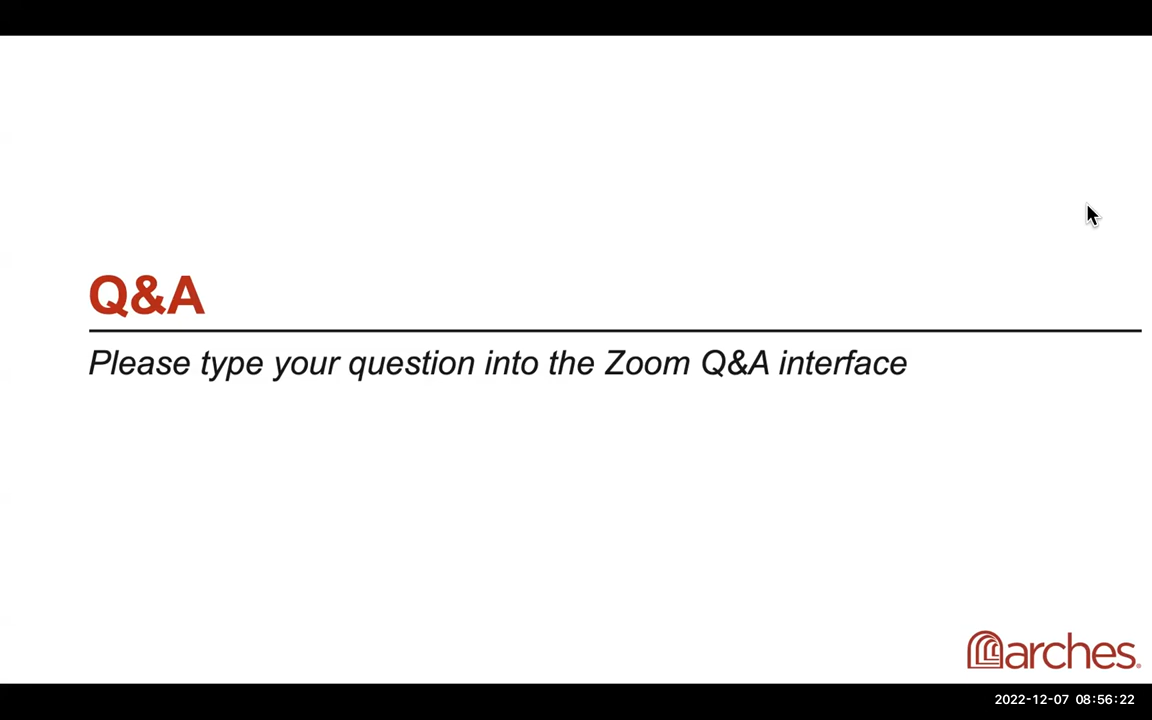 Q&A
Please type your question into the Zoom Q&A interface
arches®
2022-12-07 08:56:22